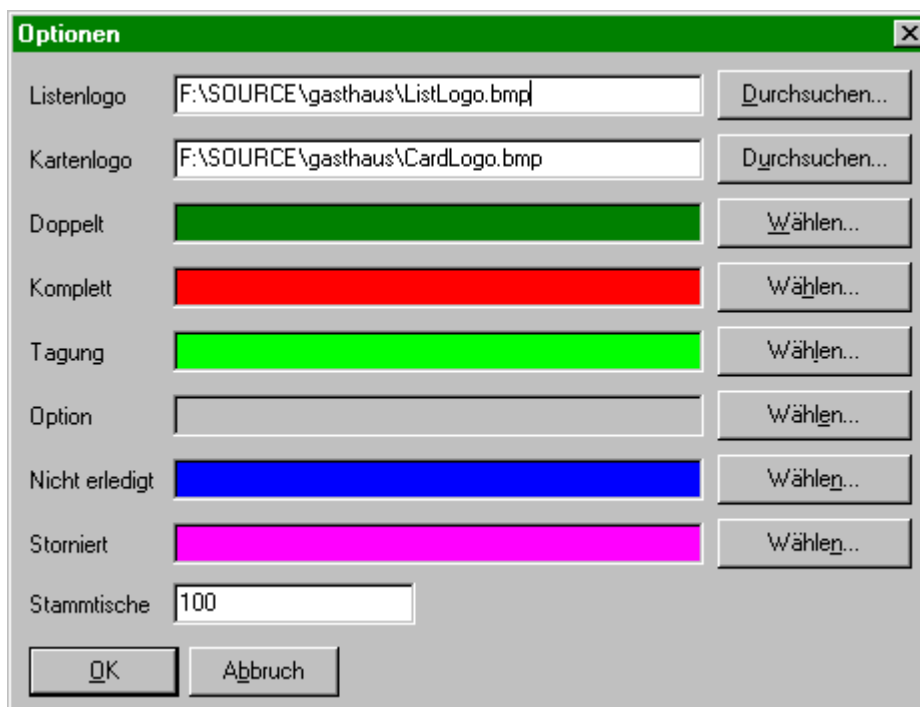 Optionen
Listenlogo F:\SOURCE\gasthaus\ListLogo.bmp Durchsuchen...
Kartenlogo F:\SOURCE\gasthaus\CardLogo.bmp Durchsuchen...
Doppelt Wählen...
Komplett Wählen...
Tagung Wählen...
Option Wählen...
Nicht erledigt Wählen...
Storniert Wählen...
Stammtische 100
OK Abbruch